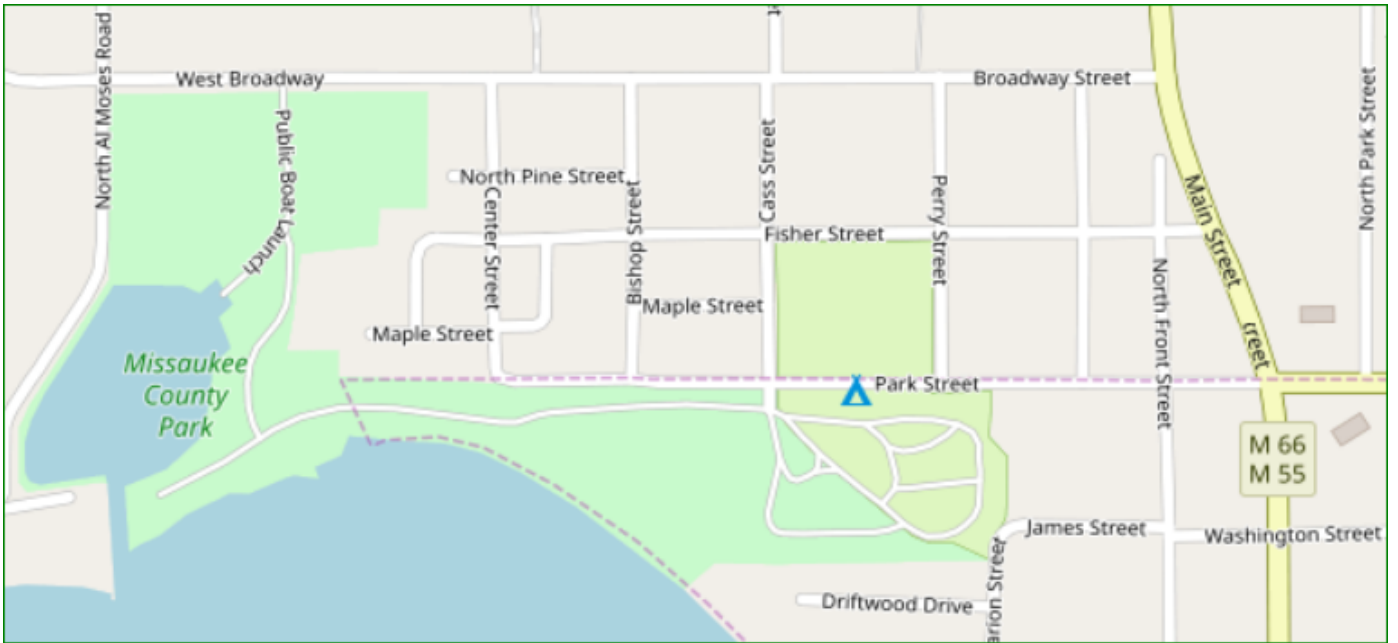 North Al Moses Road
West Broadway
Broadway Street
Public Boat Launch
North Pine Street
Center Street
Bishop Street
Cass Street
Perry Street
Main Street
North Park Street
Fisher Street
Maple Street
Maple Street
North Front Street
Missaukee
County
Park
Park Street
M 66
M 55
James Street
Washington Street
Driftwood Drive